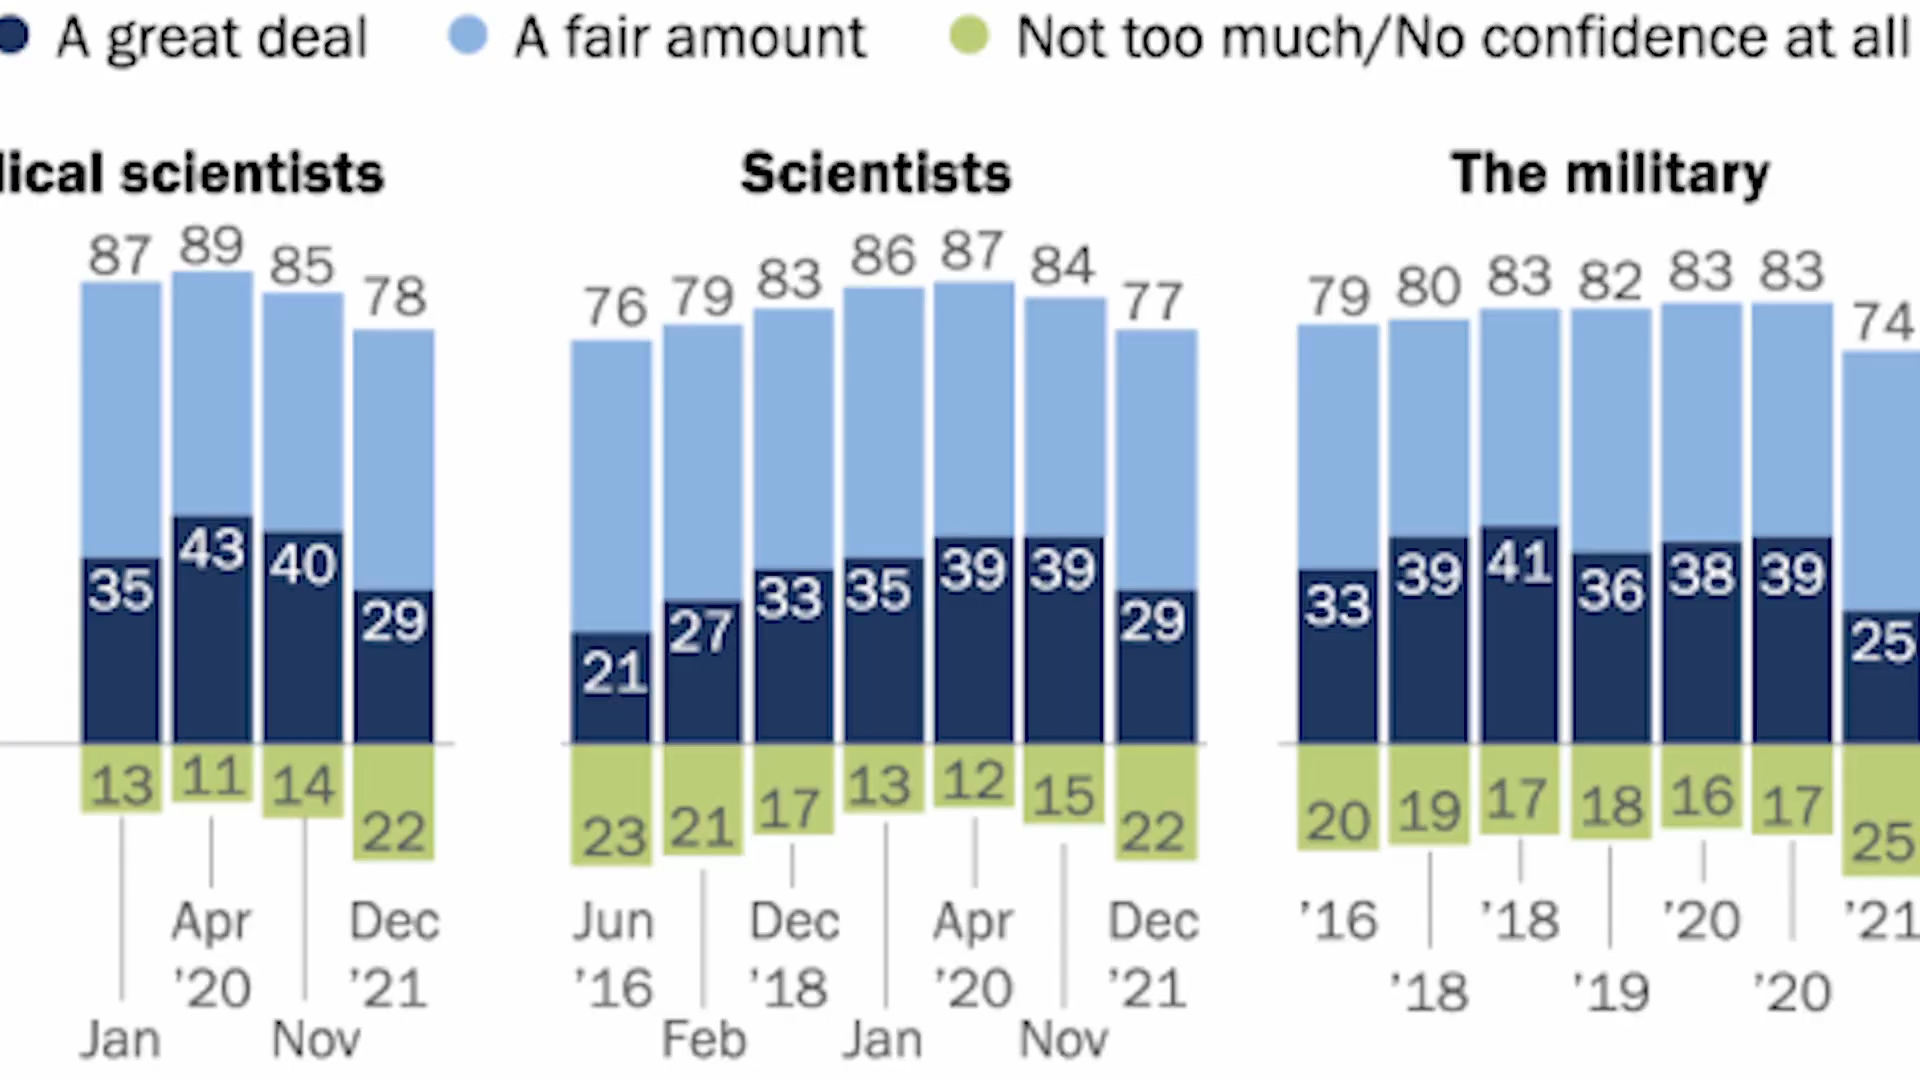 A great deal A fair amount Not too much/No confidence at all
dical scientists Scientists The military
87 89 85 78 76 79 83 86 87 84 77 79 80 83 82 83 83 74
35 43 40 29 21 27 33 35 39 39 29 33 39 41 36 38 39 25
13 11 14 22 23 21 17 13 12 15 22 20 19 17 18 16 17 25
Apr Dec Jun Dec Apr Dec ’16 ’18 ’20 ’21
’20 ’21 ’16 ’18 ’20 ’21 ’18 ’19 ’20
Jan Nov Feb Jan Nov